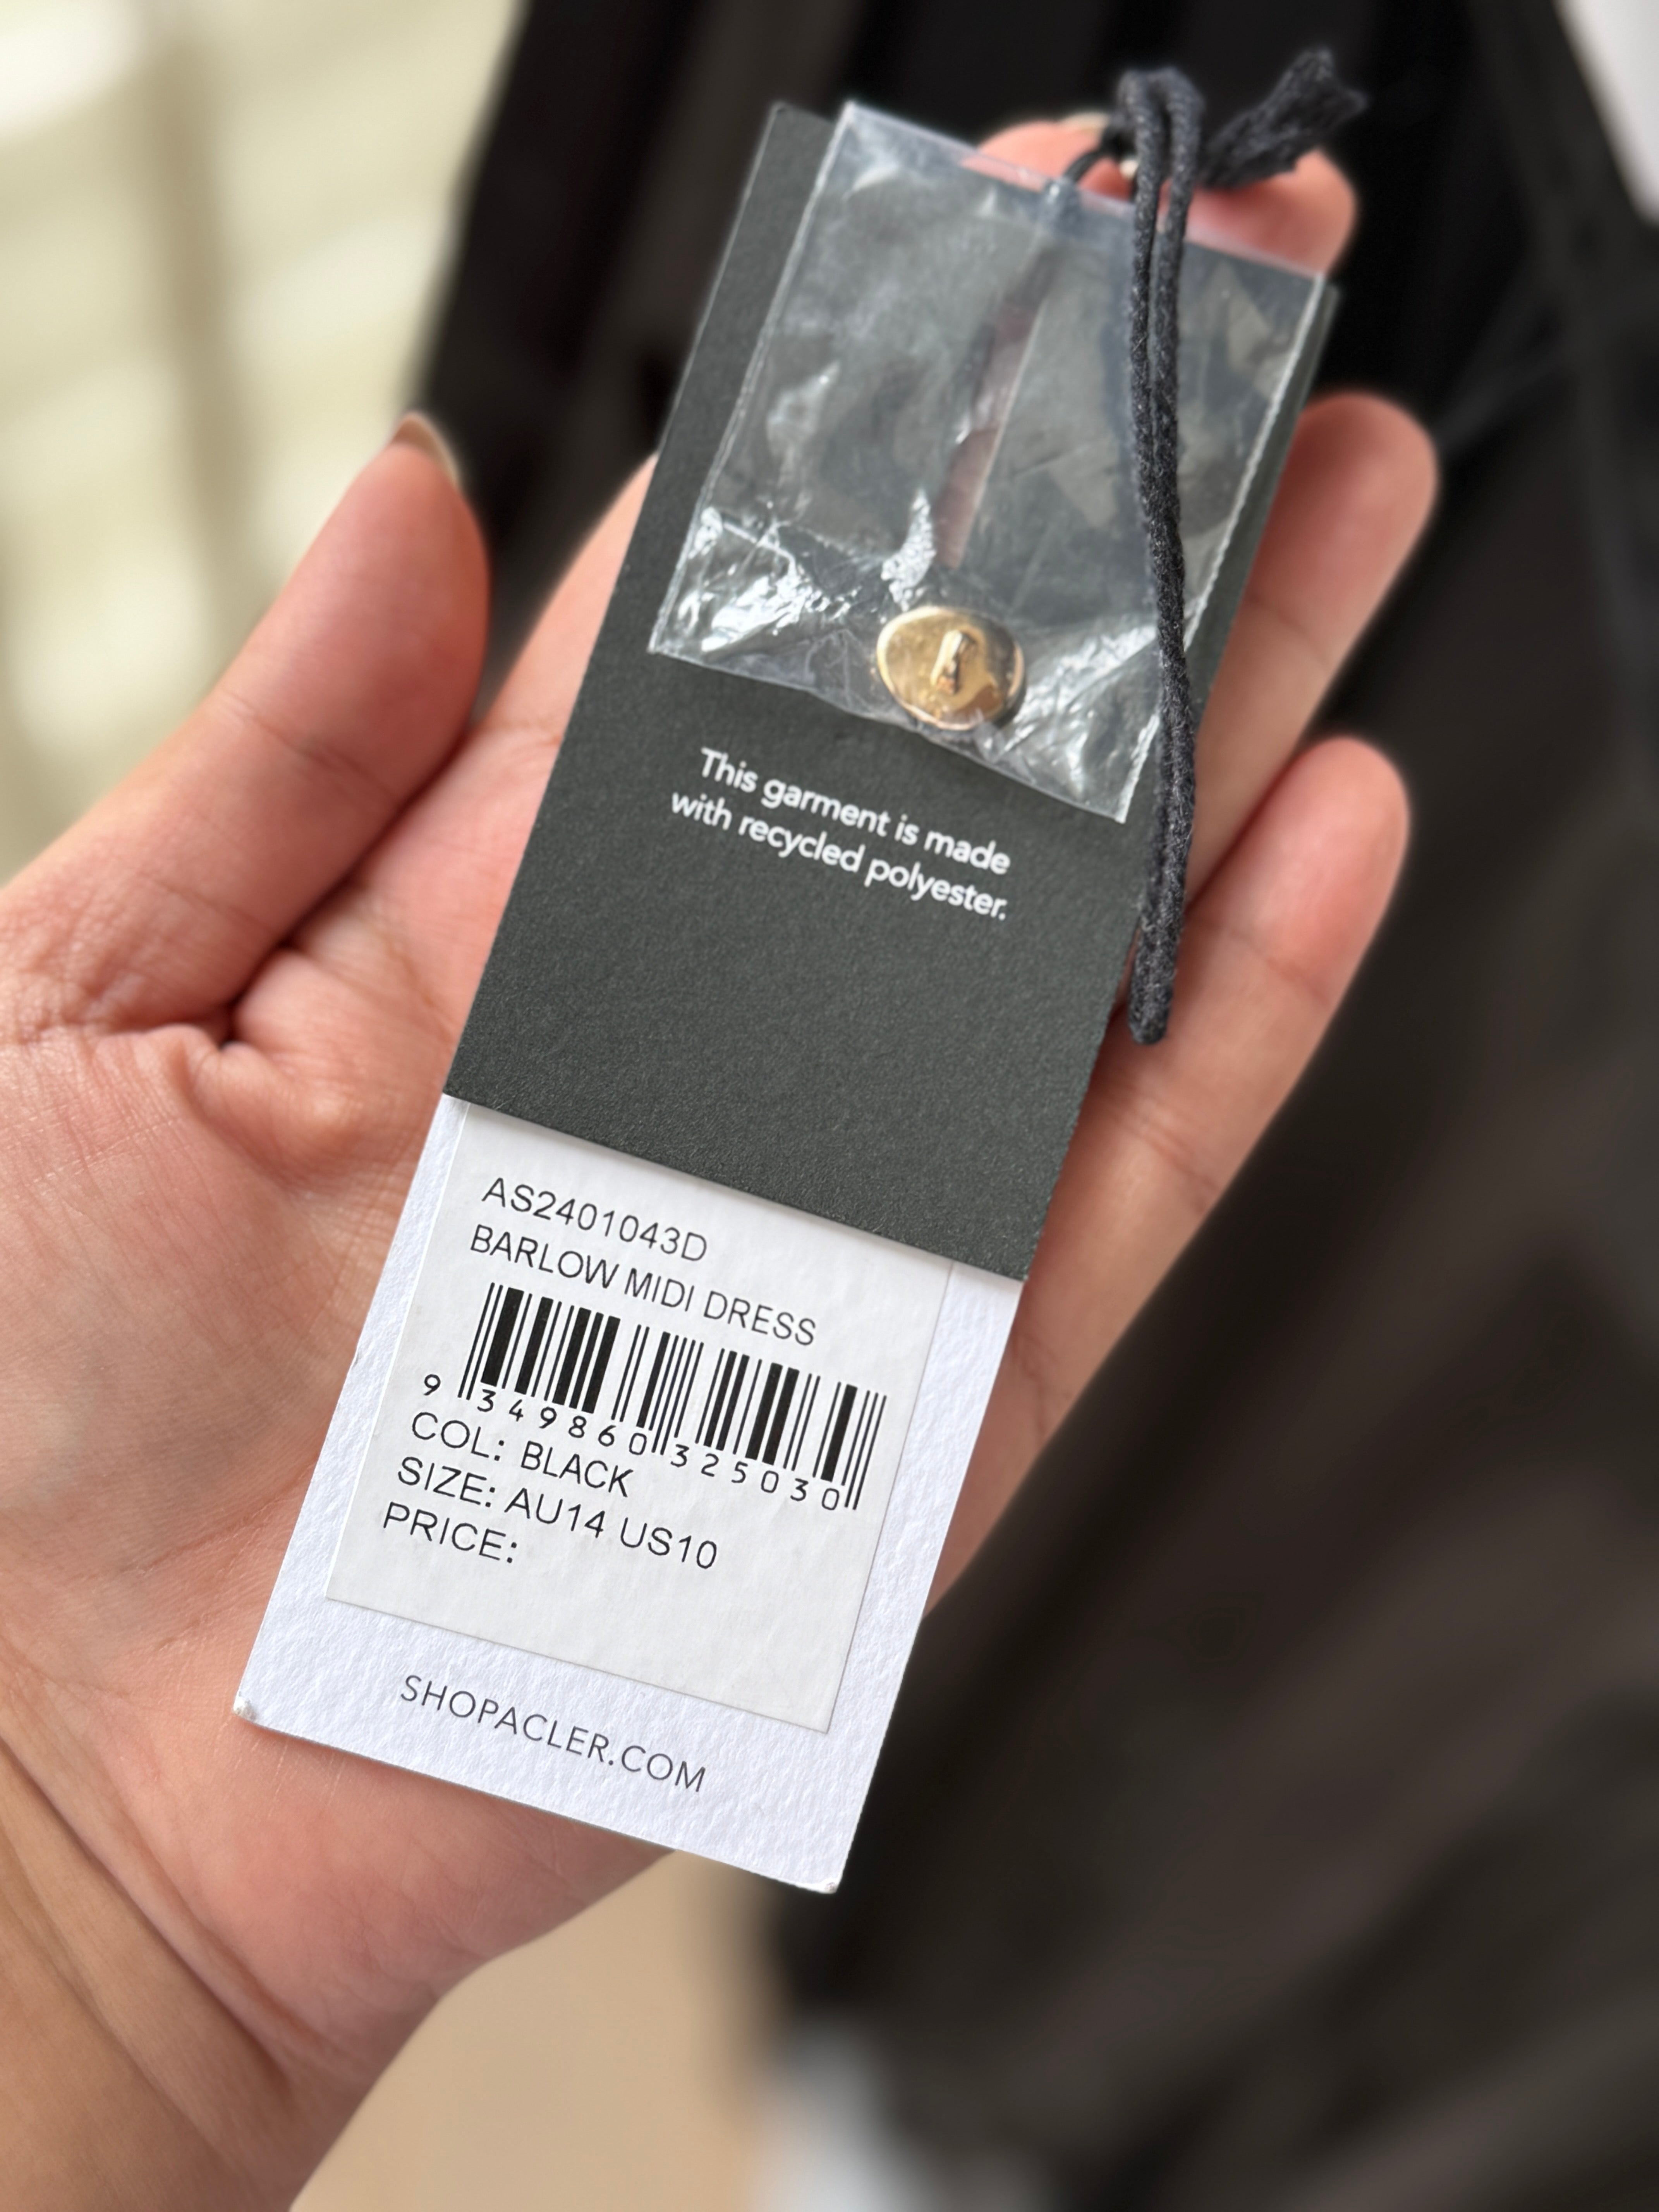 This garment is made
with recycled polyester.
AS2401043D
BARLOW MIDI DRESS
9 349860 325030
COL: BLACK
SIZE: AU14 US10
PRICE:
SHOPACLER.COM